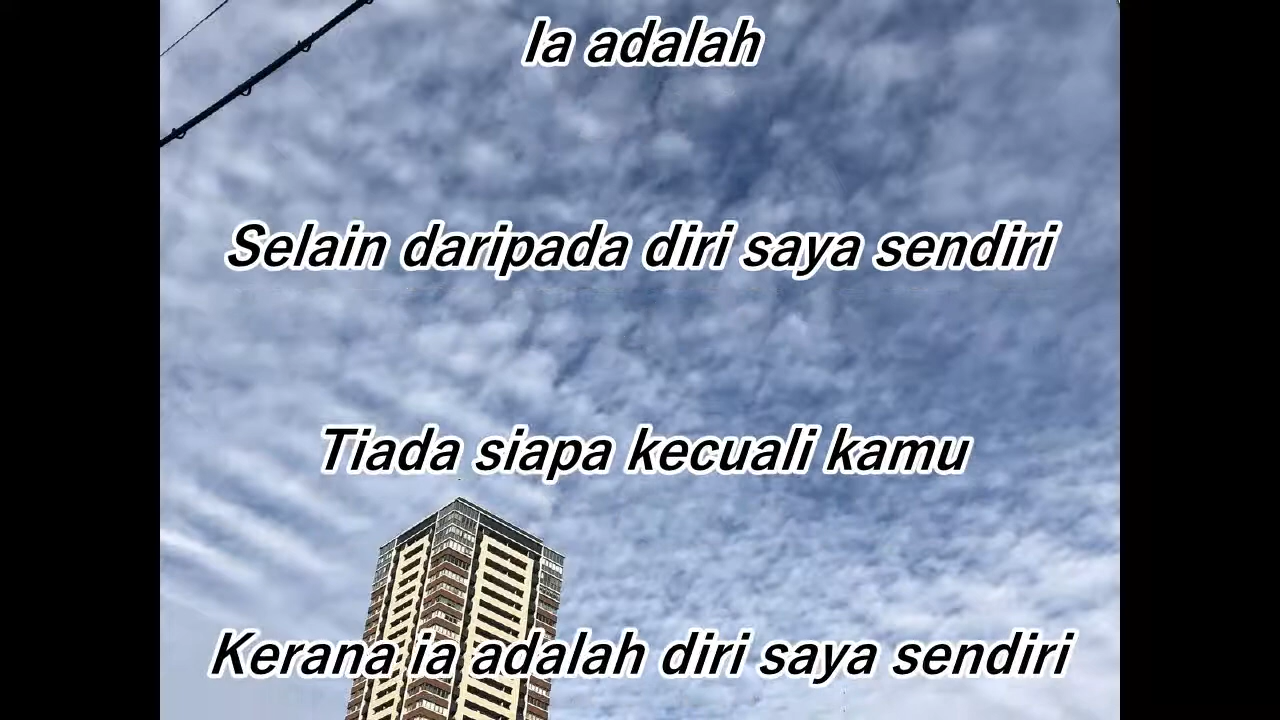 Ia adalah
Selain daripada diri saya sendiri
Tiada siapa kecuali kamu
Kerana ia adalah diri saya sendiri